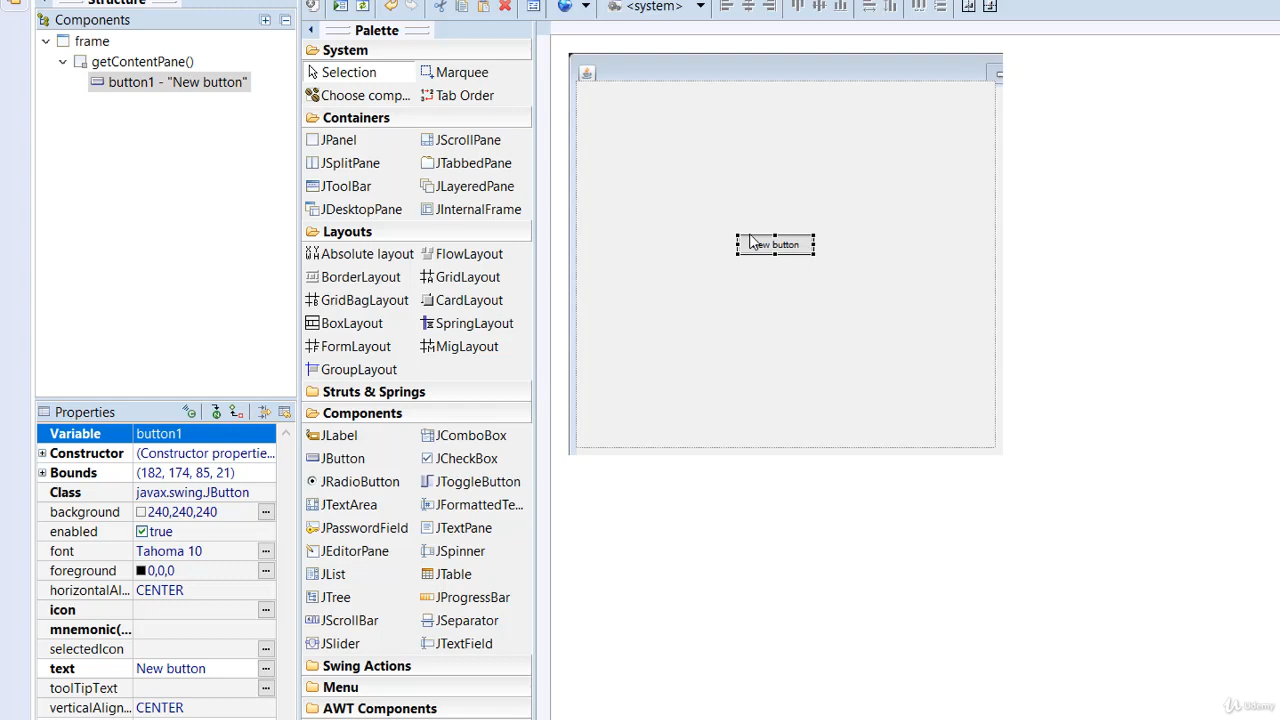 Structure
Components
frame
getContentPane()
button1 - "New button"
Properties
Variable button1
Constructor (Constructor propertie...
Bounds (182, 174, 85, 21)
Class javax.swing.JButton
background 240,240,240 ...
enabled true
font Tahoma 10 ...
foreground 0,0,0 ...
horizontalAl... CENTER
icon ...
mnemonic(...
selectedIcon ...
text New button ...
toolTipText ...
verticalAlign... CENTER
Palette
System
Selection Marquee
Choose comp... Tab Order
Containers
JPanel JScrollPane
JSplitPane JTabbedPane
JToolBar JLayeredPane
JDesktopPane JInternalFrame
Layouts
Absolute layout FlowLayout
BorderLayout GridLayout
GridBagLayout CardLayout
BoxLayout SpringLayout
FormLayout MigLayout
GroupLayout
Struts & Springs
Components
JLabel JComboBox
JButton JCheckBox
JRadioButton JToggleButton
JTextArea JFormattedTe...
JPasswordField JTextPane
JEditorPane JSpinner
JList JTable
JTree JProgressBar
JScrollBar JSeparator
JSlider JTextField
Swing Actions
Menu
AWT Components
<system>
New button
Udemy